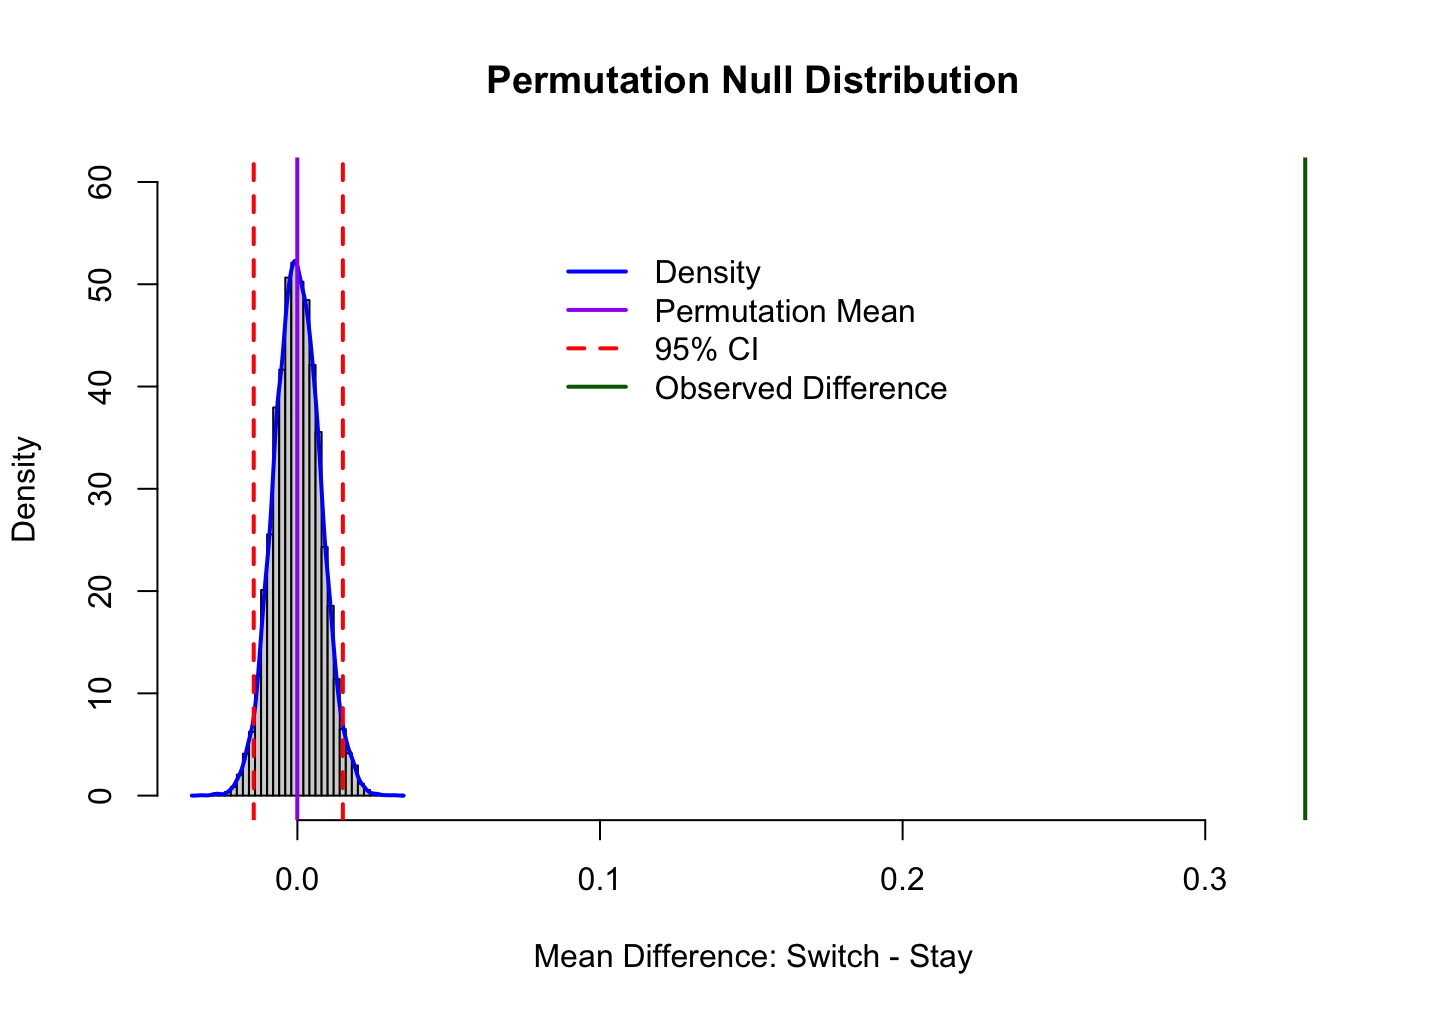 Permutation Null Distribution
Density
60
50
40
30
20
10
0
Density
Permutation Mean
95% CI
Observed Difference
0.0 0.1 0.2 0.3
Mean Difference: Switch - Stay